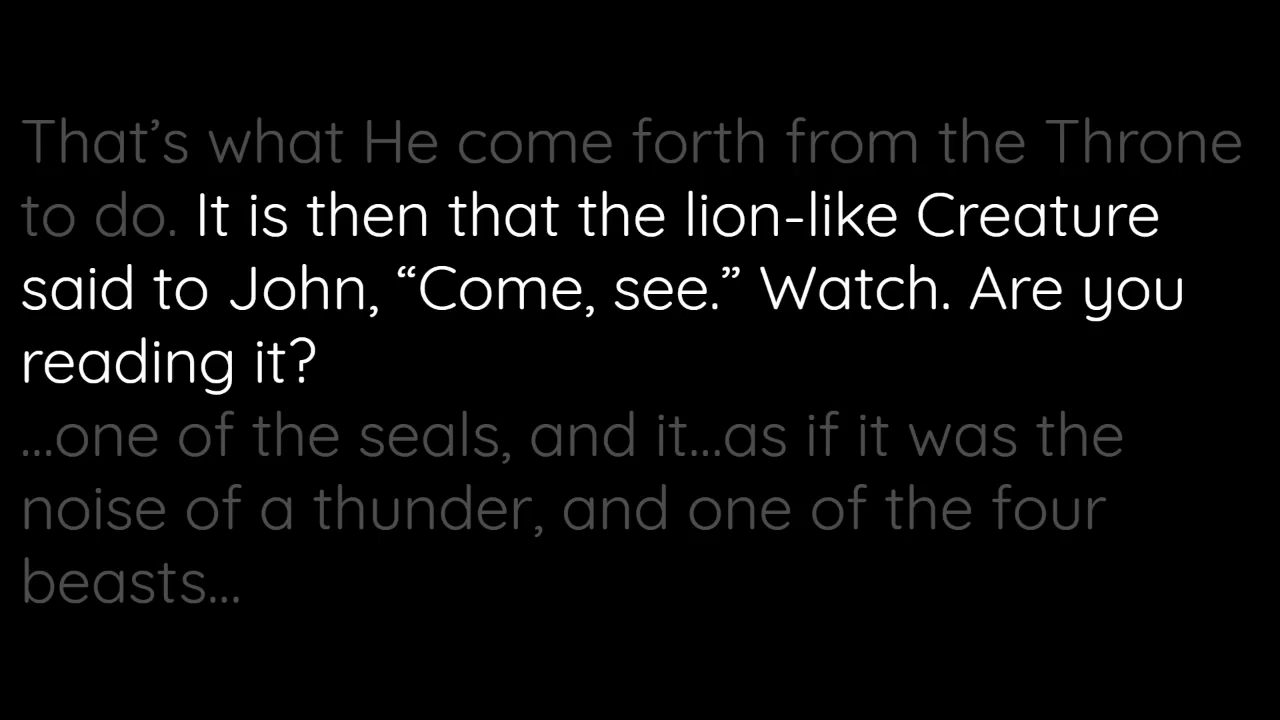 That’s what He come forth from the Throne
to do. It is then that the lion-like Creature
said to John, “Come, see.” Watch. Are you
reading it?
...one of the seals, and it...as if it was the
noise of a thunder, and one of the four
beasts...